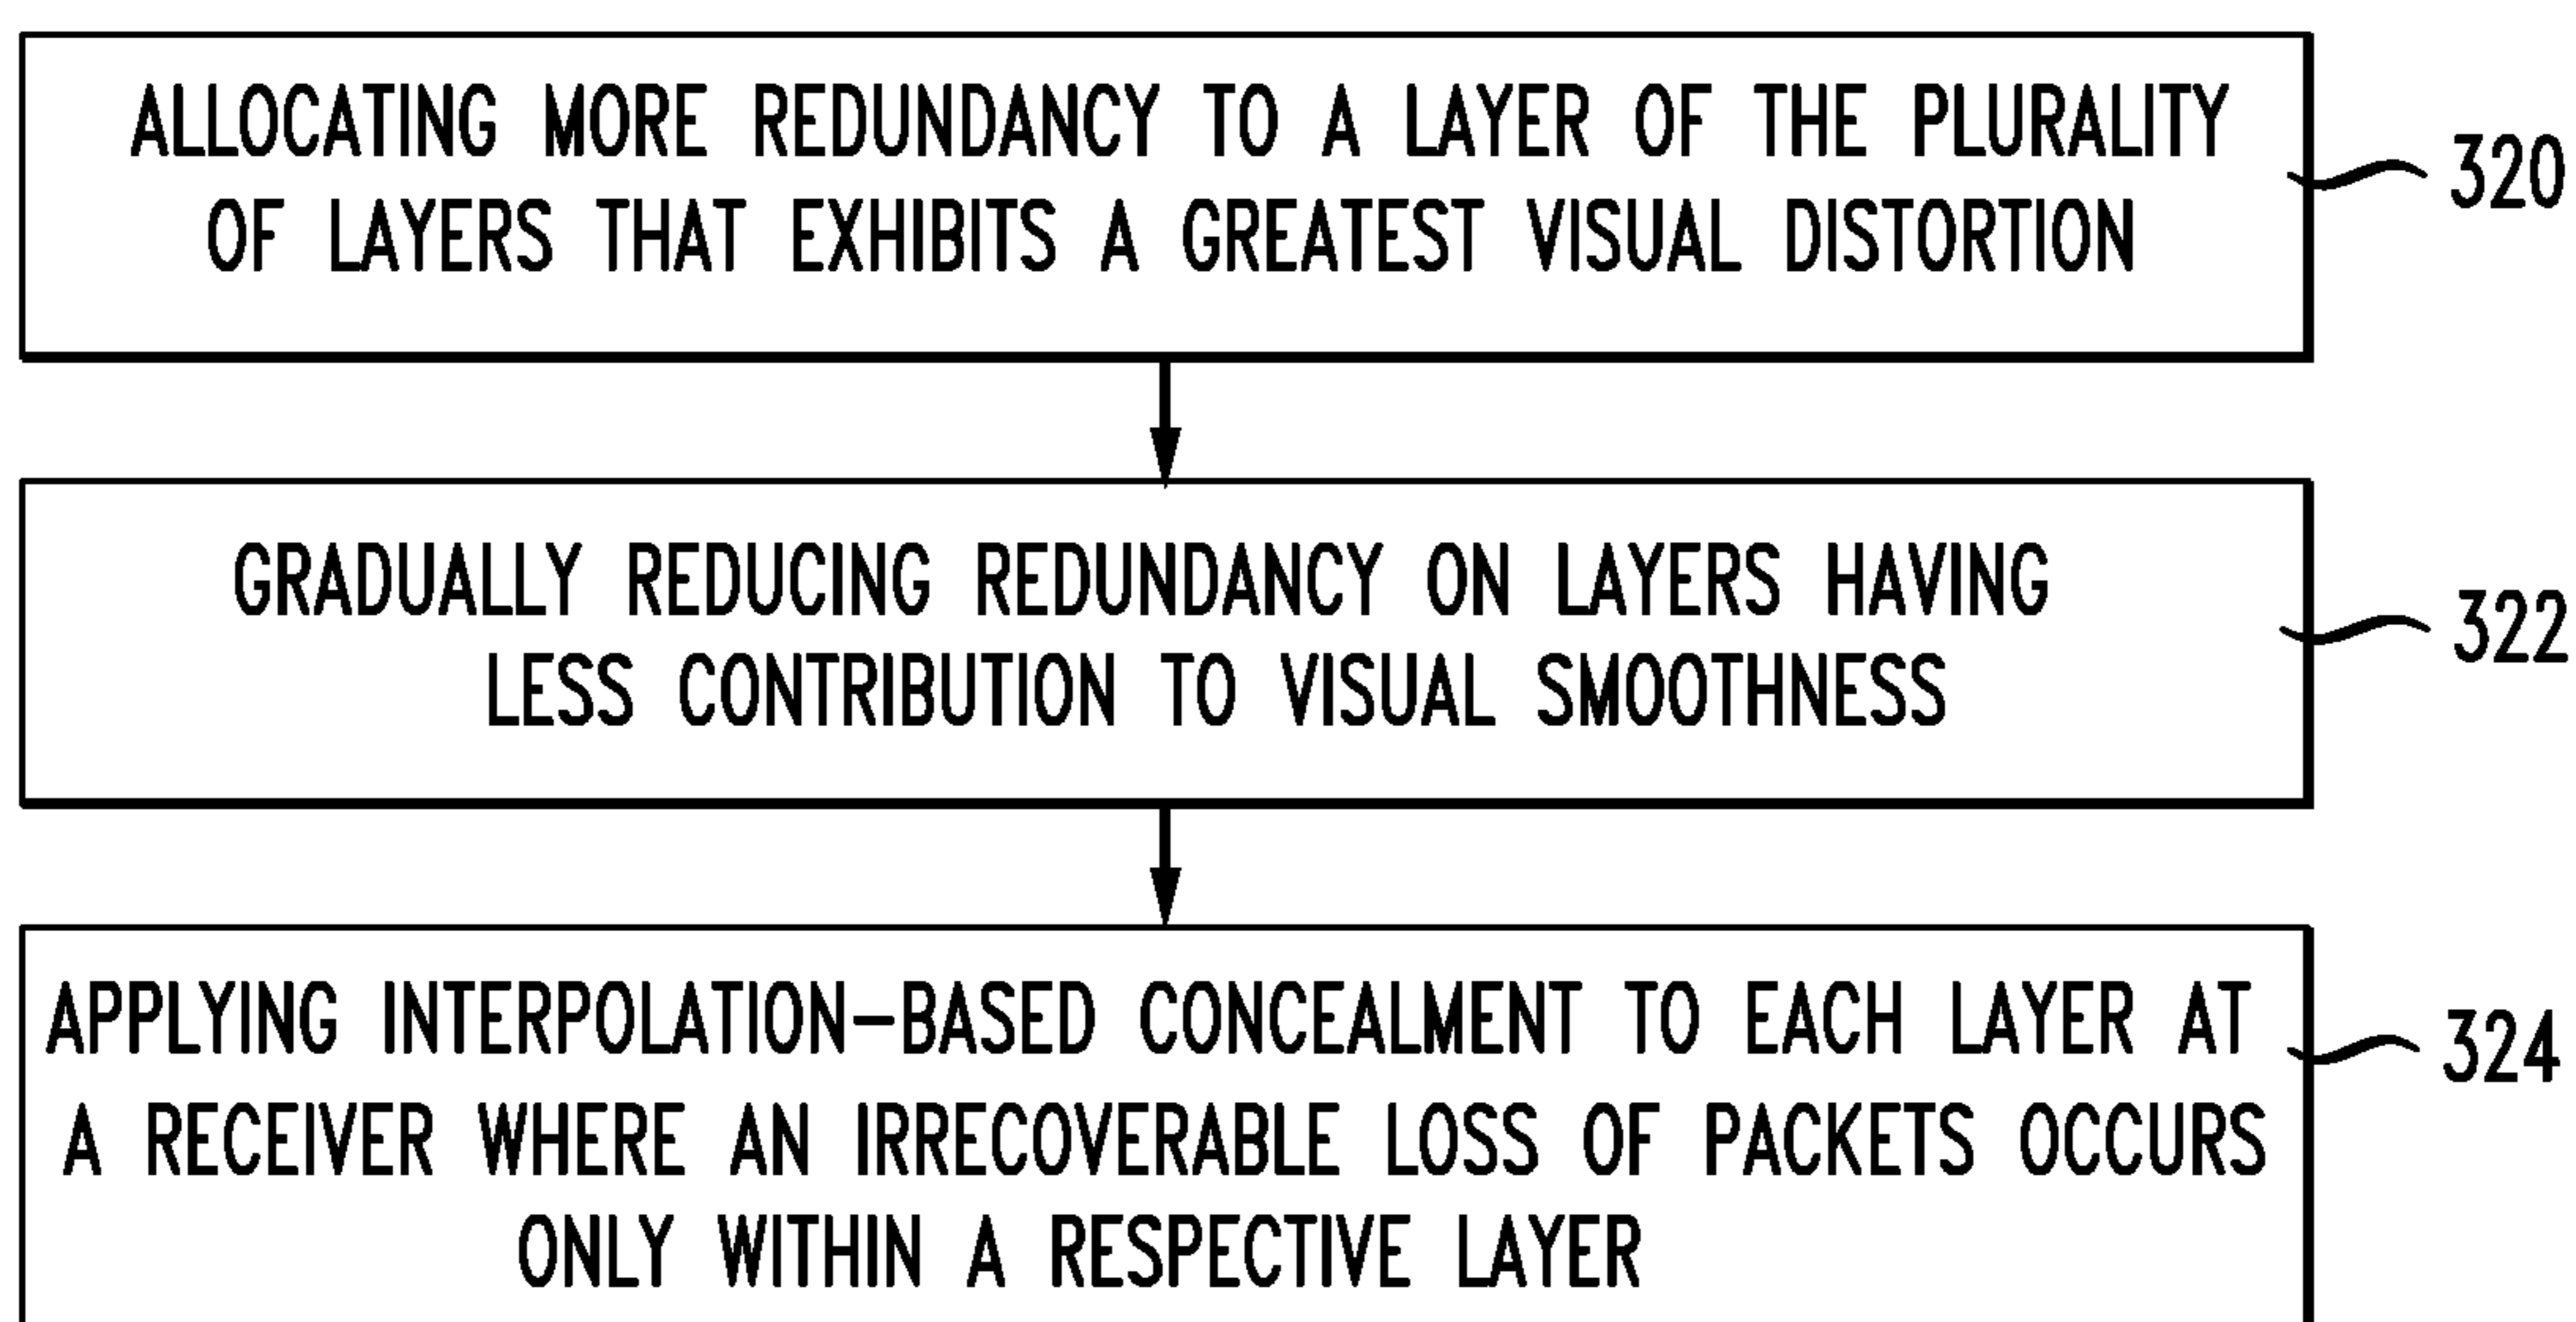 ALLOCATING MORE REDUNDANCY TO A LAYER OF THE PLURALITY
OF LAYERS THAT EXHIBITS A GREATEST VISUAL DISTORTION
320
GRADUALLY REDUCING REDUNDANCY ON LAYERS HAVING
LESS CONTRIBUTION TO VISUAL SMOOTHNESS
322
APPLYING INTERPOLATION-BASED CONCEALMENT TO EACH LAYER AT
A RECEIVER WHERE AN IRRECOVERABLE LOSS OF PACKETS OCCURS
ONLY WITHIN A RESPECTIVE LAYER
324